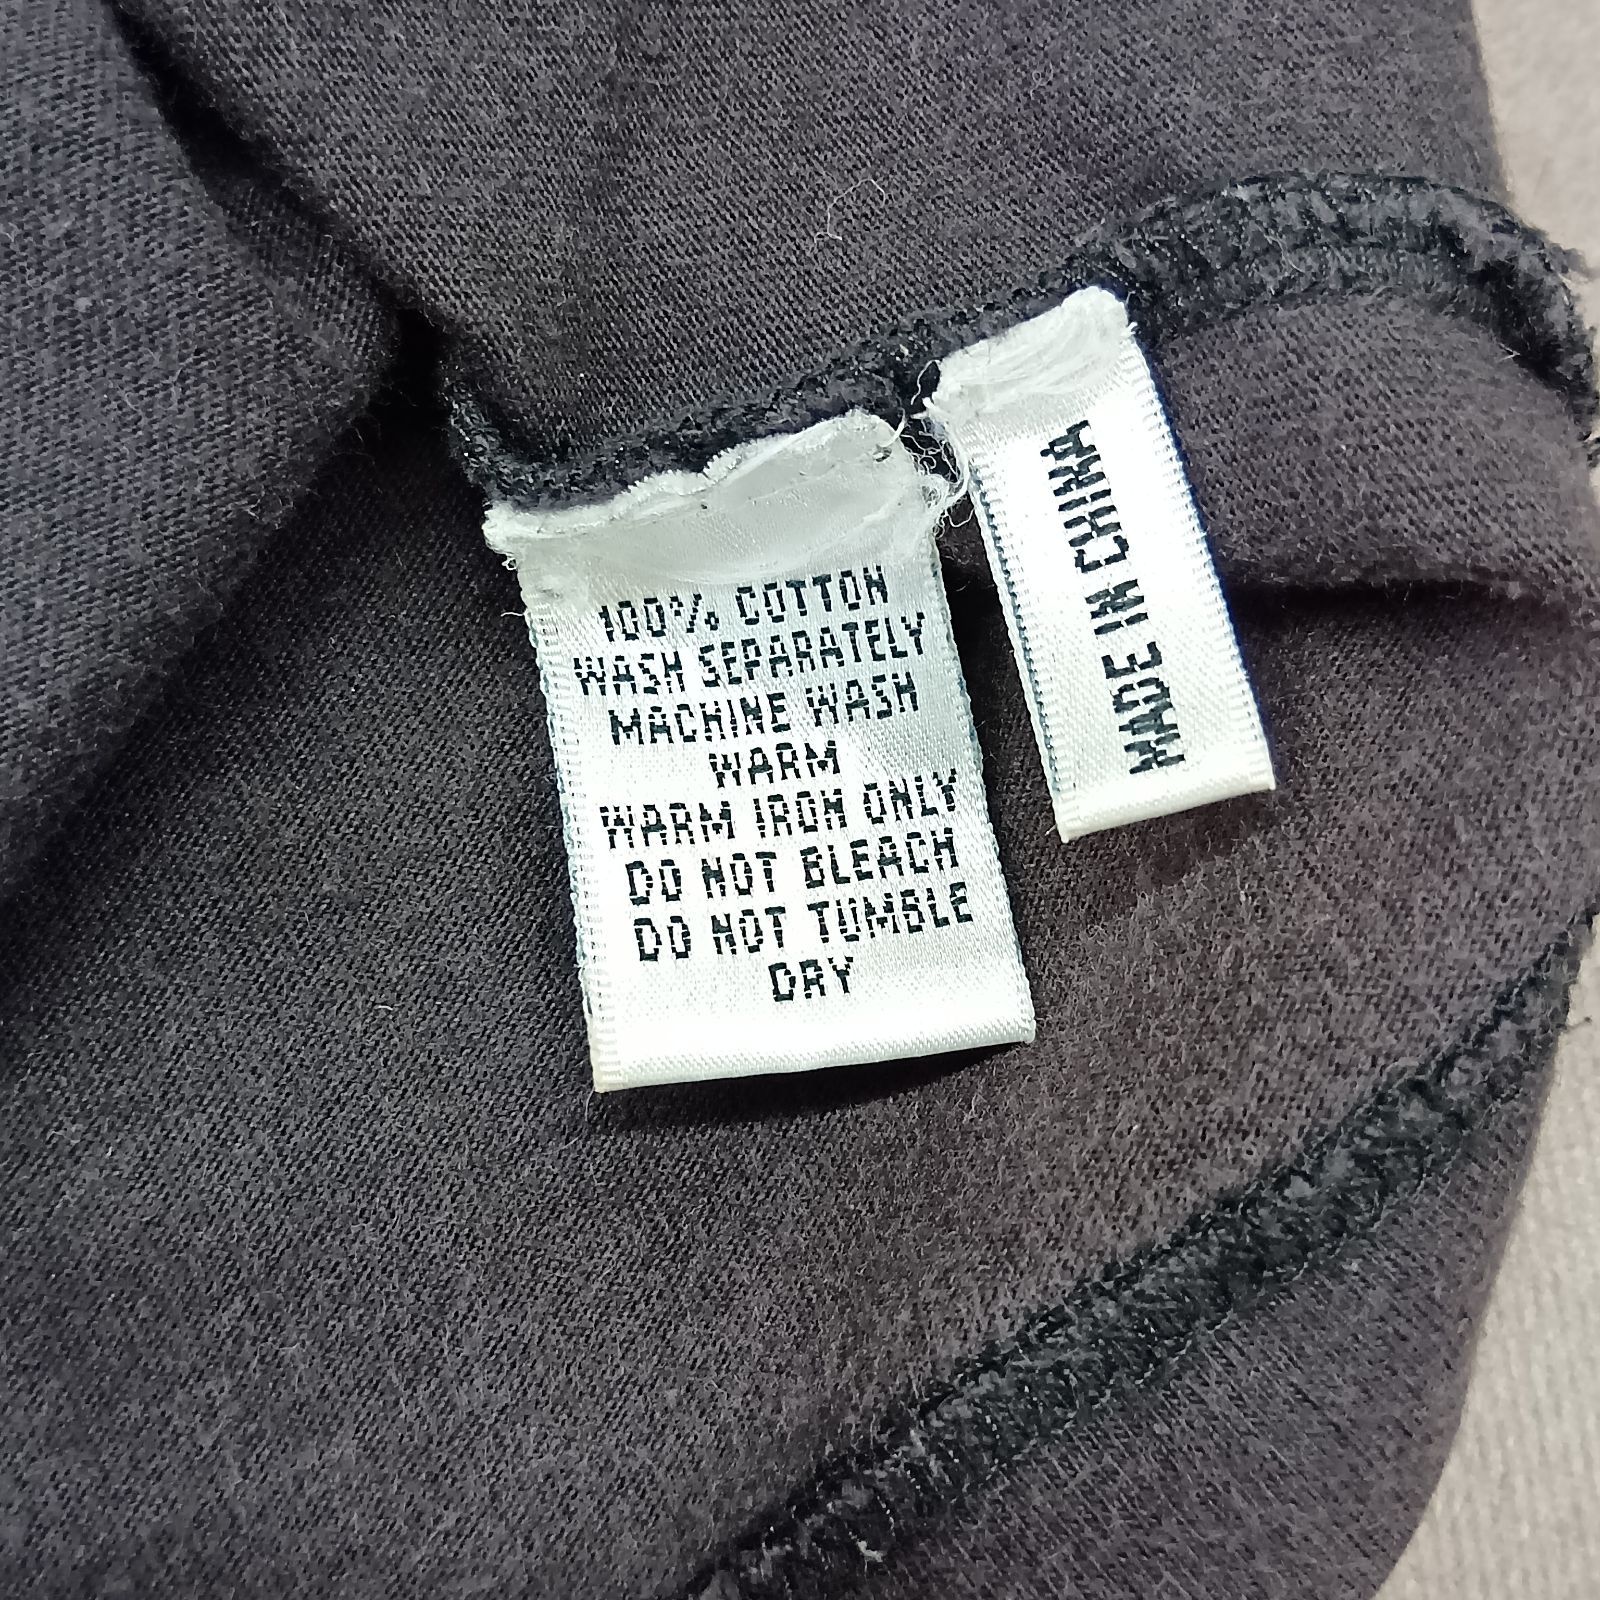 100% COTTON
WASH SEPARATELY
MACHINE WASH
WARM
WARM IRON ONLY
DO NOT BLEACH
DO NOT TUMBLE
DRY
MADE IN CHINA